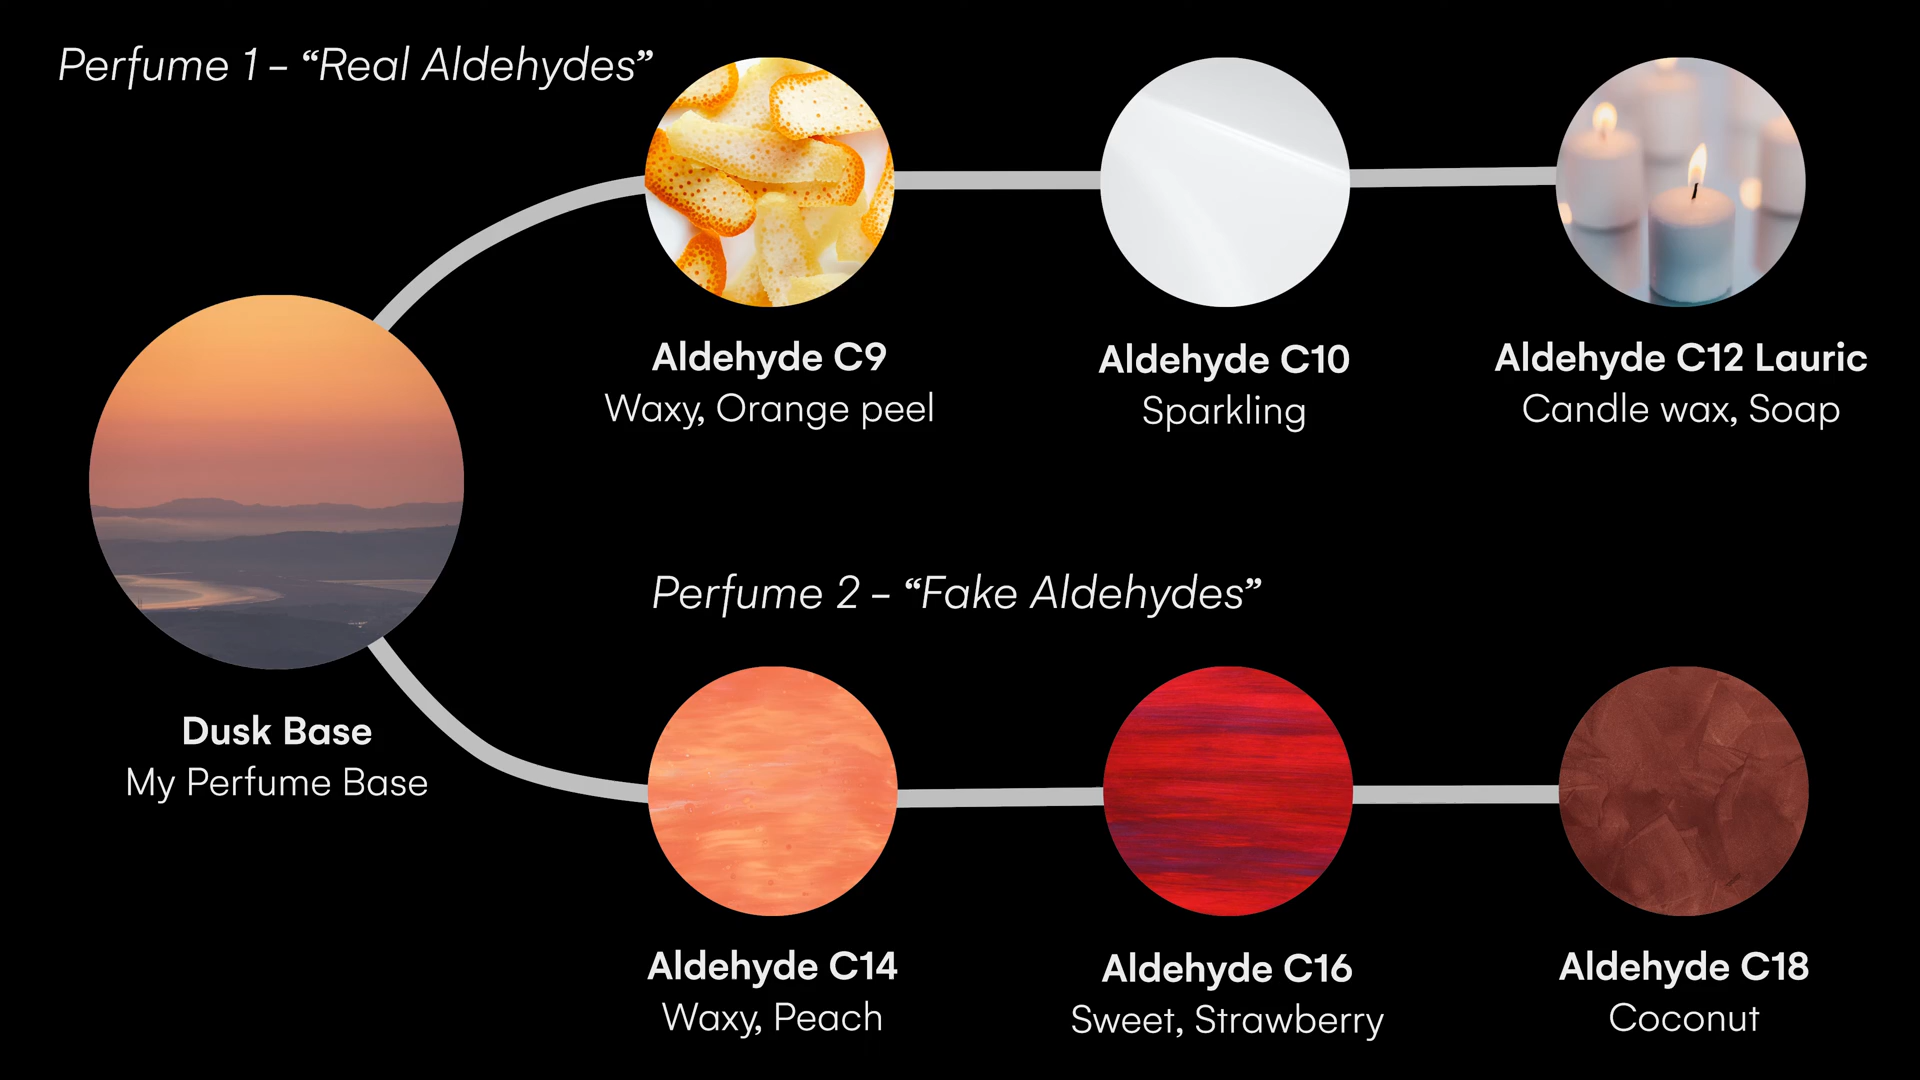 Perfume 1 – “Real Aldehydes”
Aldehyde C9
Waxy, Orange peel
Aldehyde C10
Sparkling
Aldehyde C12 Lauric
Candle wax, Soap
Dusk Base
My Perfume Base
Perfume 2 – “Fake Aldehydes”
Aldehyde C14
Waxy, Peach
Aldehyde C16
Sweet, Strawberry
Aldehyde C18
Coconut